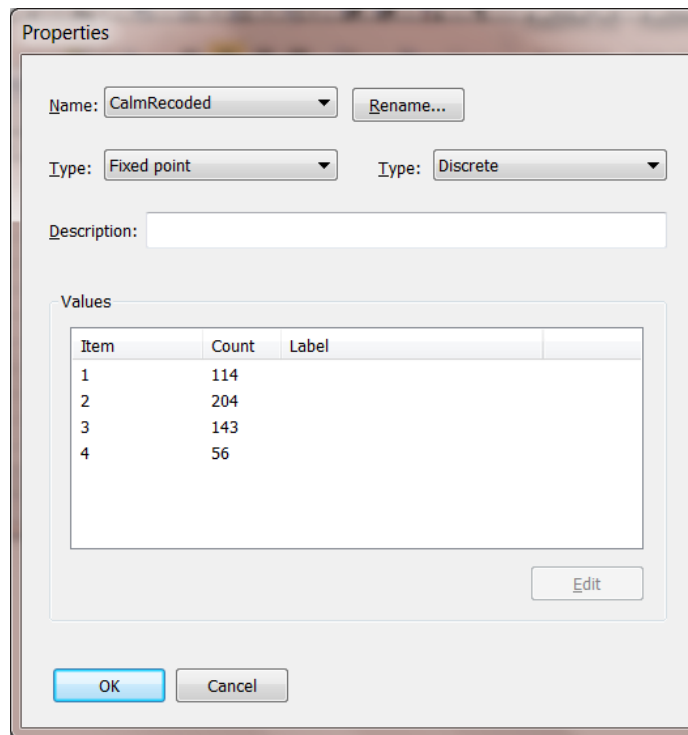 Properties
Name: CalmRecoded Rename...
Type: Fixed point Type: Discrete
Description:
Values
Item Count Label
1 114
2 204
3 143
4 56
Edit
OK Cancel